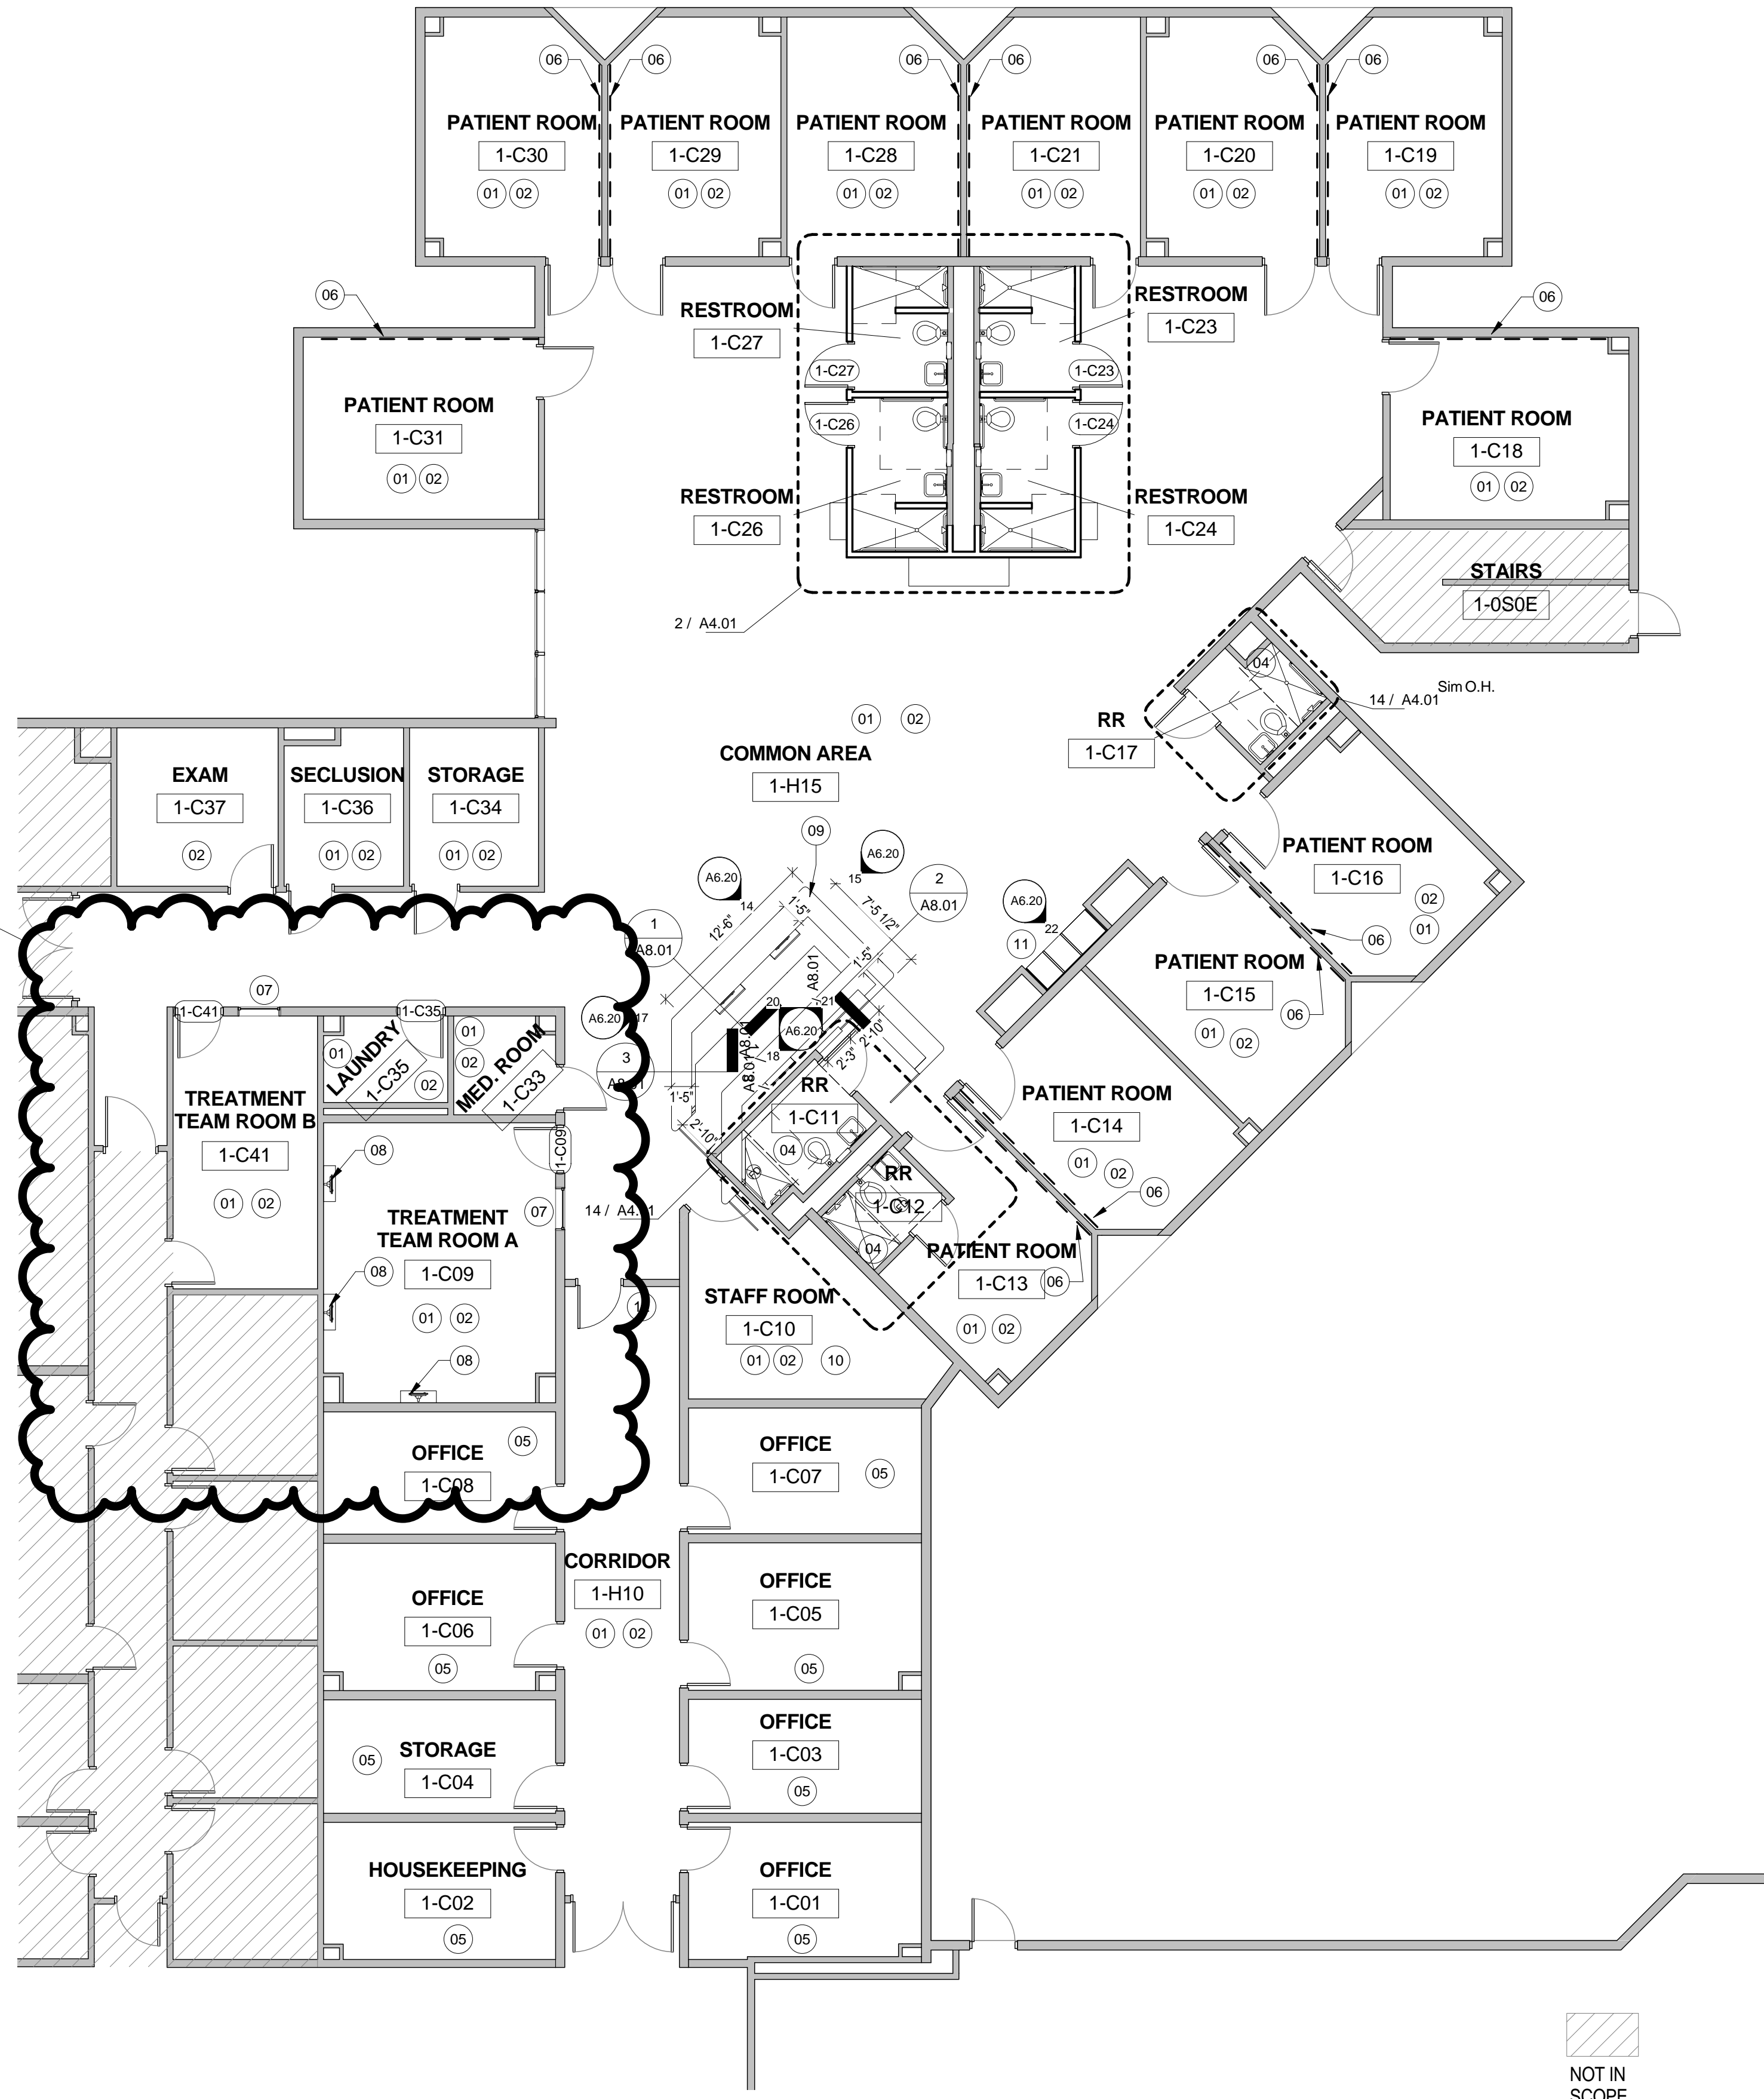 06
06
06
06
06
06
PATIENT ROOM
1-C30
01 02
PATIENT ROOM
1-C29
01 02
PATIENT ROOM
1-C28
01 02
PATIENT ROOM
1-C21
01 02
PATIENT ROOM
1-C20
01 02
PATIENT ROOM
1-C19
01 02
06
PATIENT ROOM
1-C31
01 02
RESTROOM
1-C27
RESTROOM
1-C23
1-C27
1-C23
1-C26
1-C24
RESTROOM
1-C26
RESTROOM
1-C24
2 / A4.01
06
PATIENT ROOM
1-C18
01 02
STAIRS
1-0S0E
04
Sim O.H.
14 / A4.01
RR
1-C17
01 02
COMMON AREA
1-H15
EXAM
1-C37
02
SECLUSION
1-C36
01 02
STORAGE
1-C34
01 02
09
A6.20
15
A6.20
14
2
A8.01
A6.20
22
11
1
A8.01
12'-6"
1'-5"
7'-5 1/2"
1'-5"
A8.01
PATIENT ROOM
1-C16
02
01
06
PATIENT ROOM
1-C15
01 02
06
07
1-C41
1-C35
01
LAUNDRY
1-C35
02
01
02
MED. ROOM
1-C33
A6.20
17
3
A8.01
20
21
A6.20
18
A8.01
A8.01
2'-10"
2'-3"
1'-5"
2'-10"
RR
1-C11
04
RR
1-C12
04
14 / A4.01
PATIENT ROOM
1-C14
01 02
06
PATIENT ROOM
1-C13
06
01 02
TREATMENT
TEAM ROOM B
1-C41
01 02
08
1-C09
07
TREATMENT
TEAM ROOM A
1-C09
08
01 02
08
STAFF ROOM
1-C10
01 02 10
OFFICE
1-C08
05
OFFICE
1-C07
05
CORRIDOR
1-H10
01 02
OFFICE
1-C06
05
OFFICE
1-C05
05
STORAGE
1-C04
05
OFFICE
1-C03
05
HOUSEKEEPING
1-C02
05
OFFICE
1-C01
05
NOT IN
SCOPE